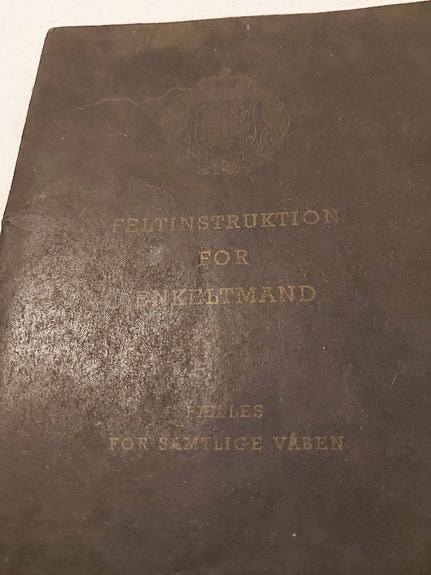 FELTINSTRUKTION
FOR
ENKELTMAND
FÆLLES
FOR SAMTLIGE VÅBEN